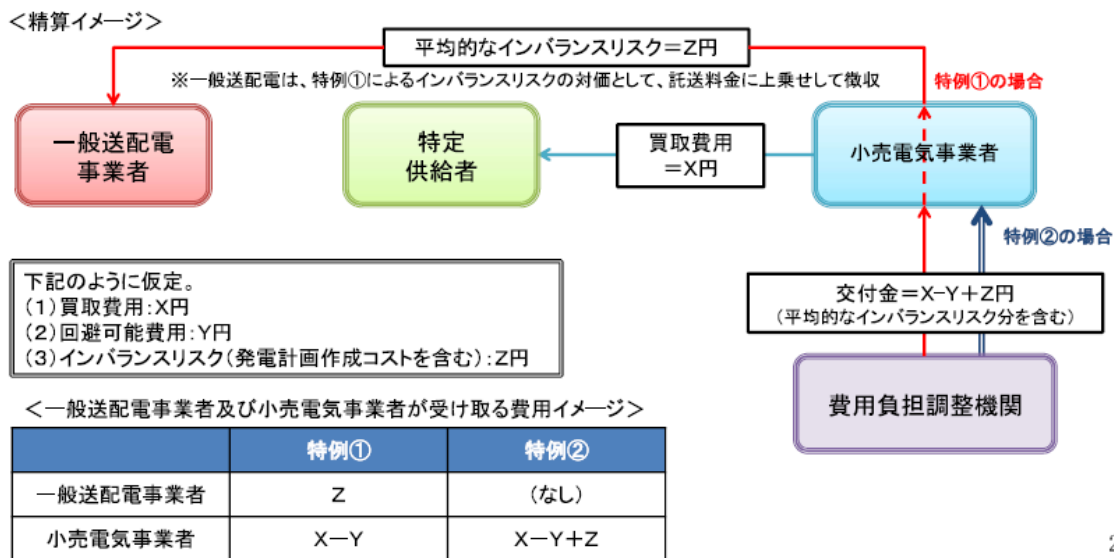 ＜精算イメージ＞
平均的なインバランスリスク＝Z円
※一般送配電は、特例①によるインバランスリスクの対価として、託送料金に上乗せして徴収
特例①の場合
一般送配電
事業者
特定
供給者
買取費用
＝X円
小売電気事業者
特例②の場合
下記のように仮定。
(1)買取費用:X円
(2)回避可能費用:Y円
(3)インバランスリスク(発電計画作成コストを含む):Z円
交付金＝X−Y＋Z円
(平均的なインバランスリスク分を含む)
費用負担調整機関
＜一般送配電事業者及び小売電気事業者が受け取る費用イメージ＞
特例① 特例②
一般送配電事業者 Z (なし)
小売電気事業者 X−Y X−Y＋Z